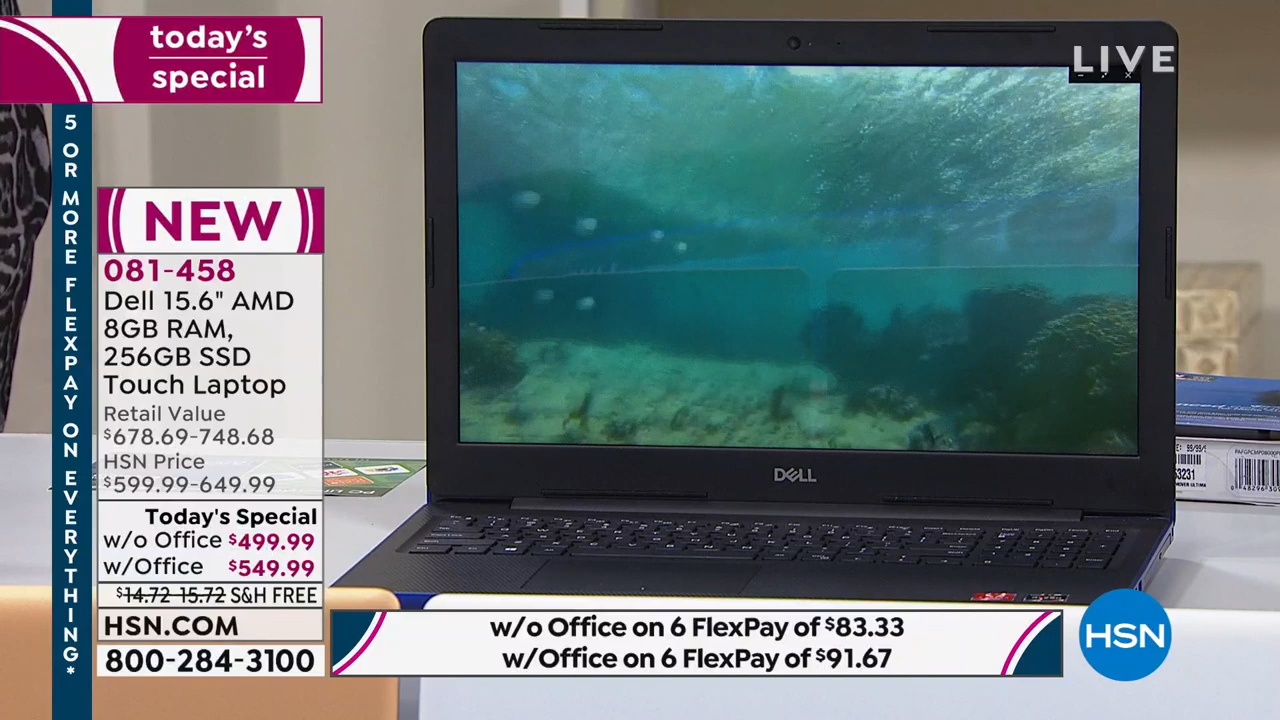 today's
special
LIVE
5 OR MORE FLEXPAY ON EVERYTHING*
NEW
081-458
Dell 15.6" AMD
8GB RAM,
256GB SSD
Touch Laptop
Retail Value
$678.69-748.68
HSN Price
$599.99-649.99
Today's Special
w/o Office $499.99
w/Office $549.99
$14.72-15.72 S&H FREE
HSN.COM
800-284-3100
DELL
w/o Office on 6 FlexPay of $83.33
w/Office on 6 FlexPay of $91.67
HSN